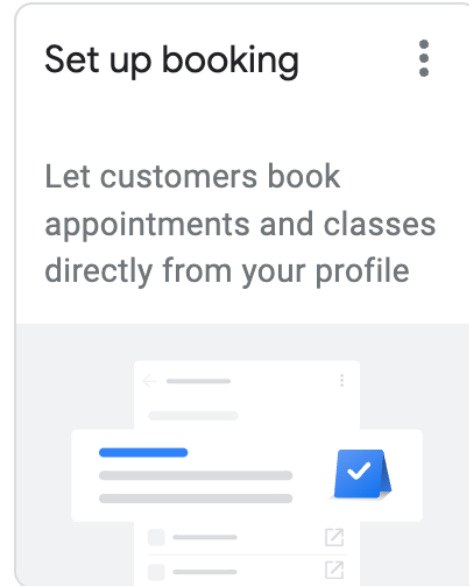 Set up booking
Let customers book
appointments and classes
directly from your profile